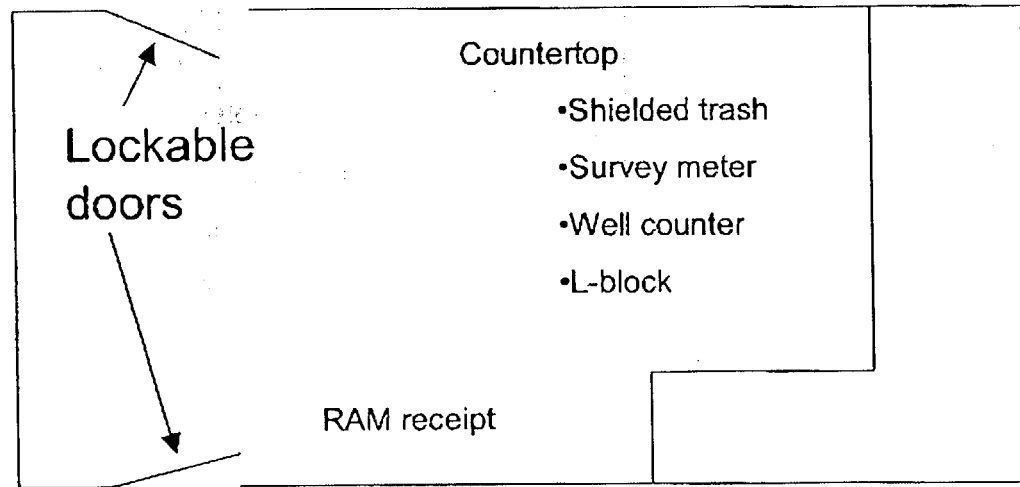 Countertop
•Shielded trash
•Survey meter
•Well counter
•L-block
Lockable
doors
RAM receipt